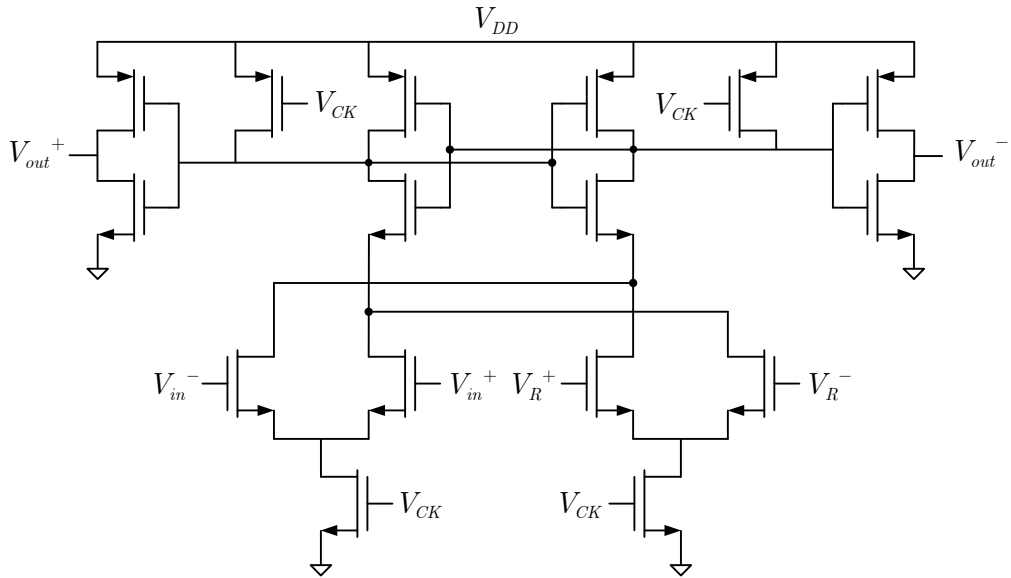 V_DD
V_CK V_CK
V_out^+ V_out^-
V_in^- V_in^+ V_R^+ V_R^-
V_CK V_CK